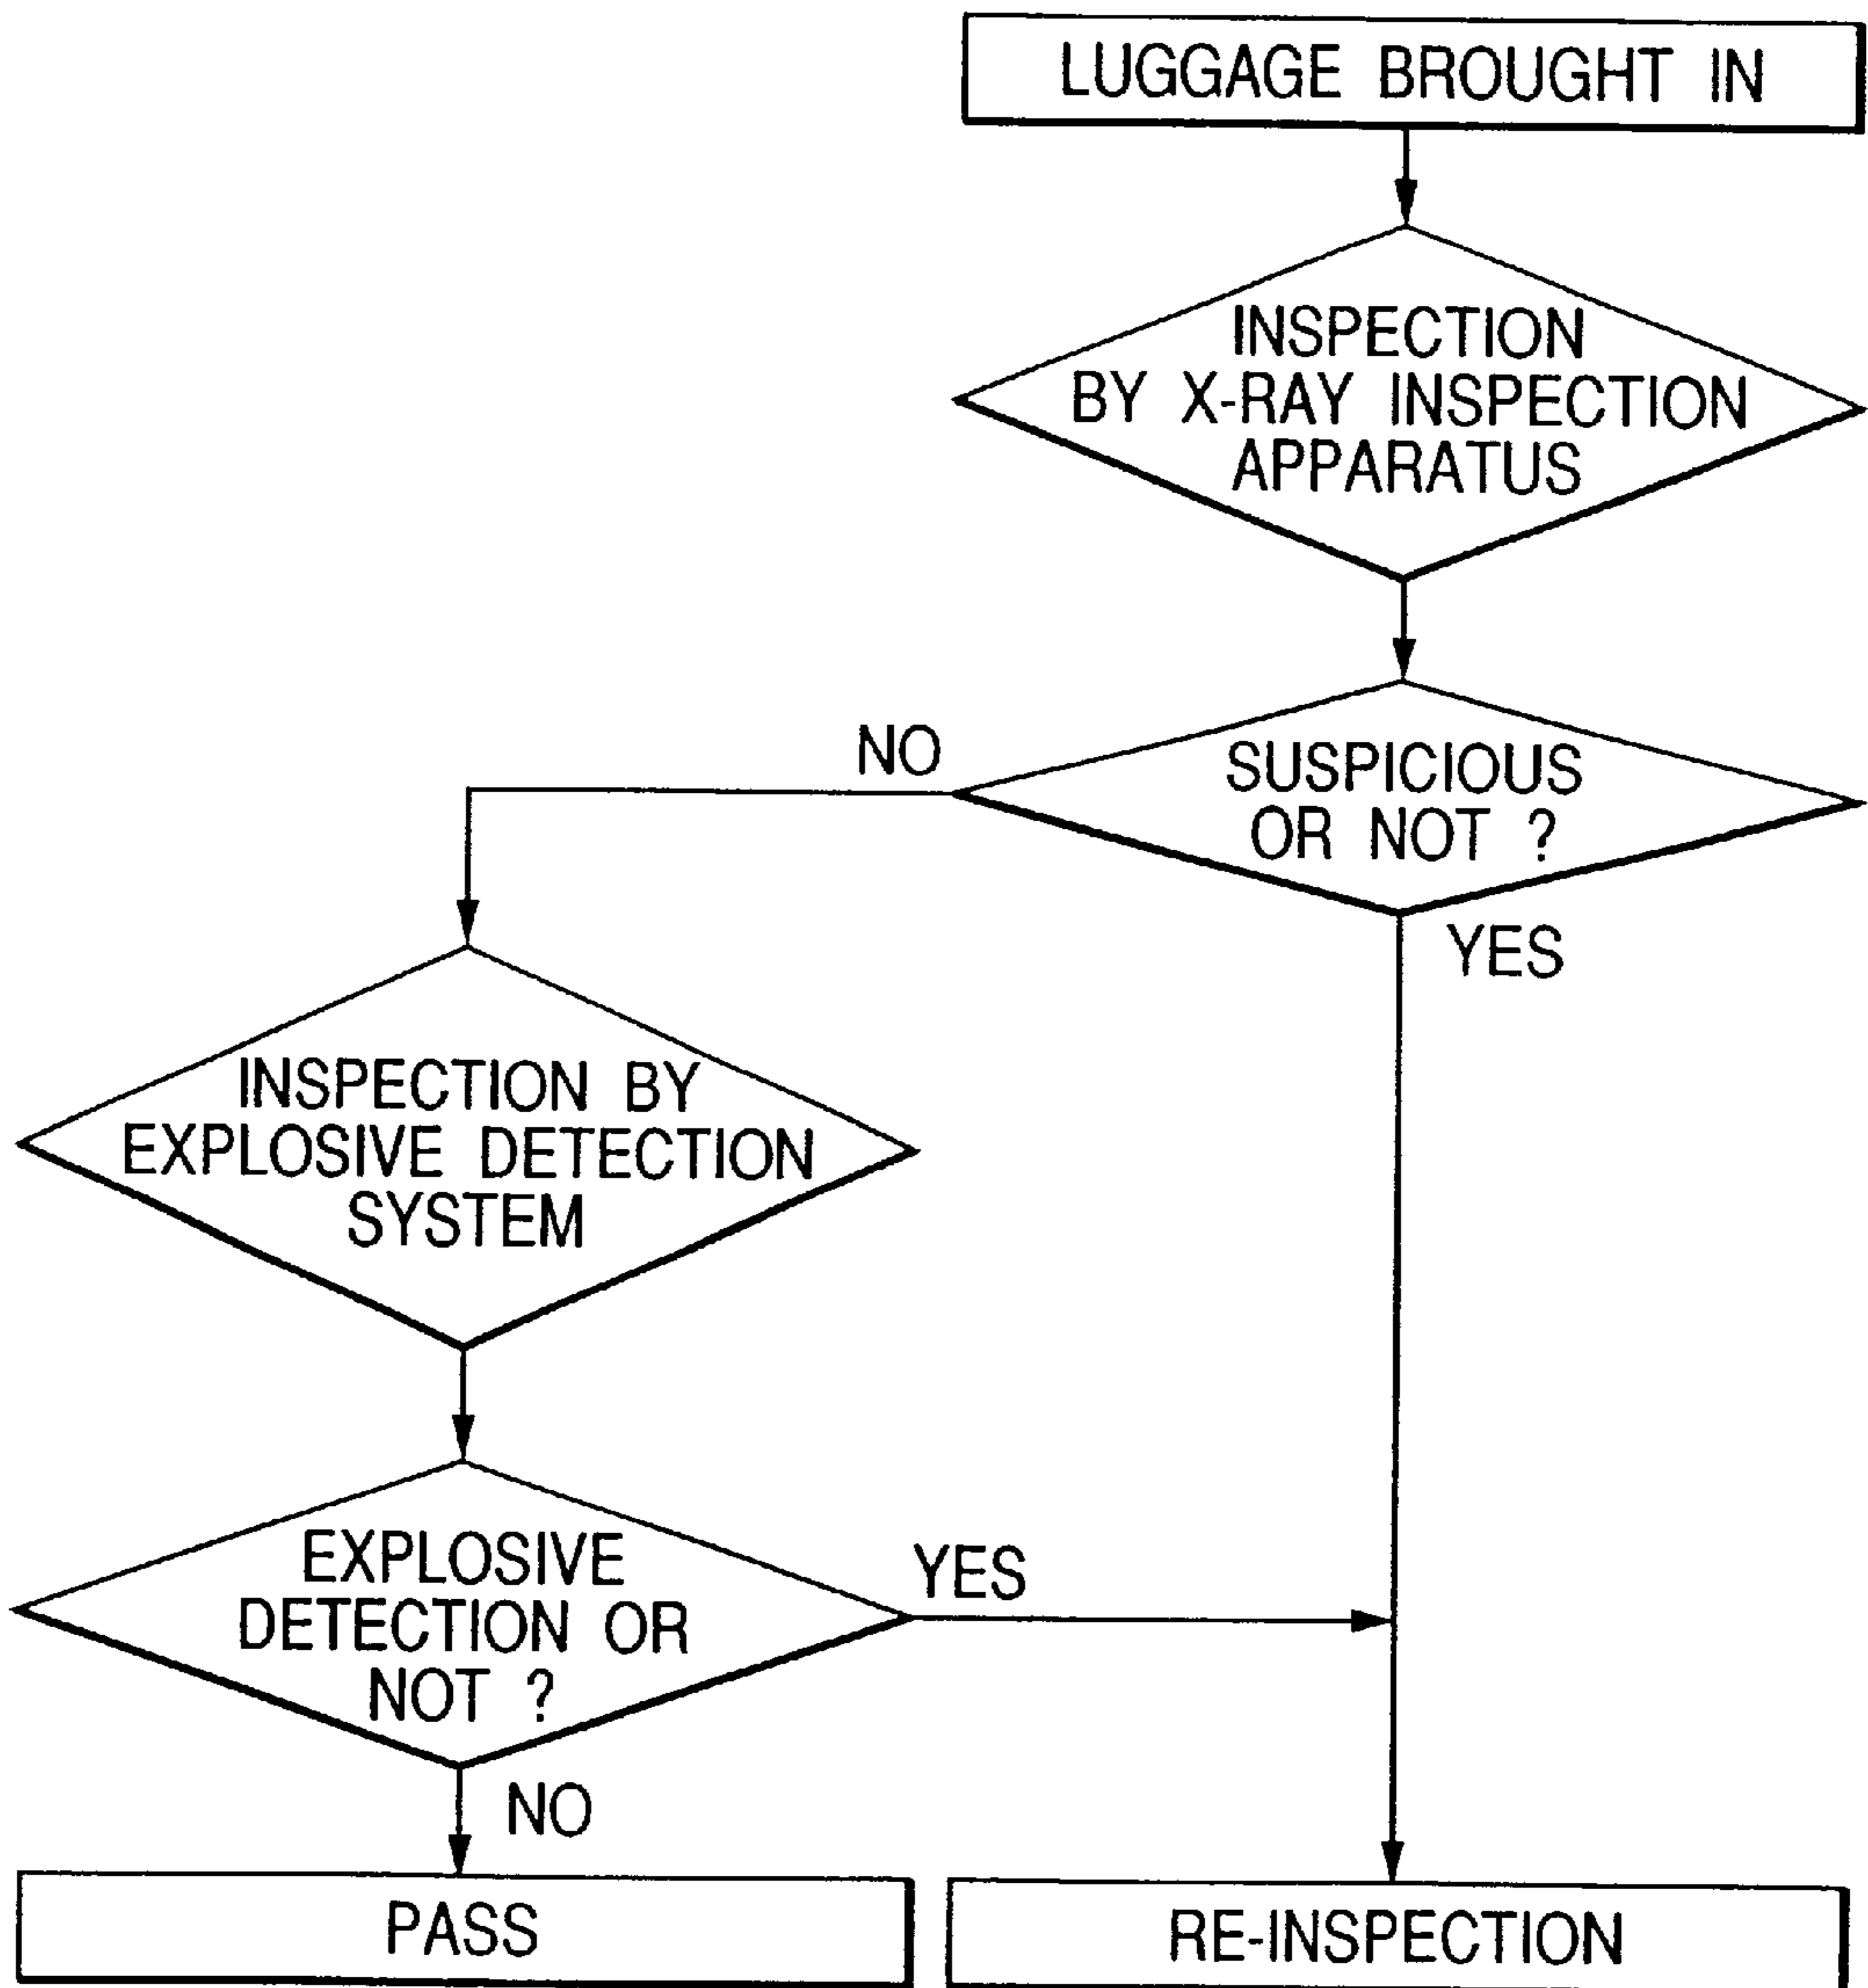 LUGGAGE BROUGHT IN
INSPECTION
BY X-RAY INSPECTION
APPARATUS
SUSPICIOUS
OR NOT ?
NO
YES
INSPECTION BY
EXPLOSIVE DETECTION
SYSTEM
EXPLOSIVE
DETECTION OR
NOT ?
YES
NO
PASS
RE-INSPECTION